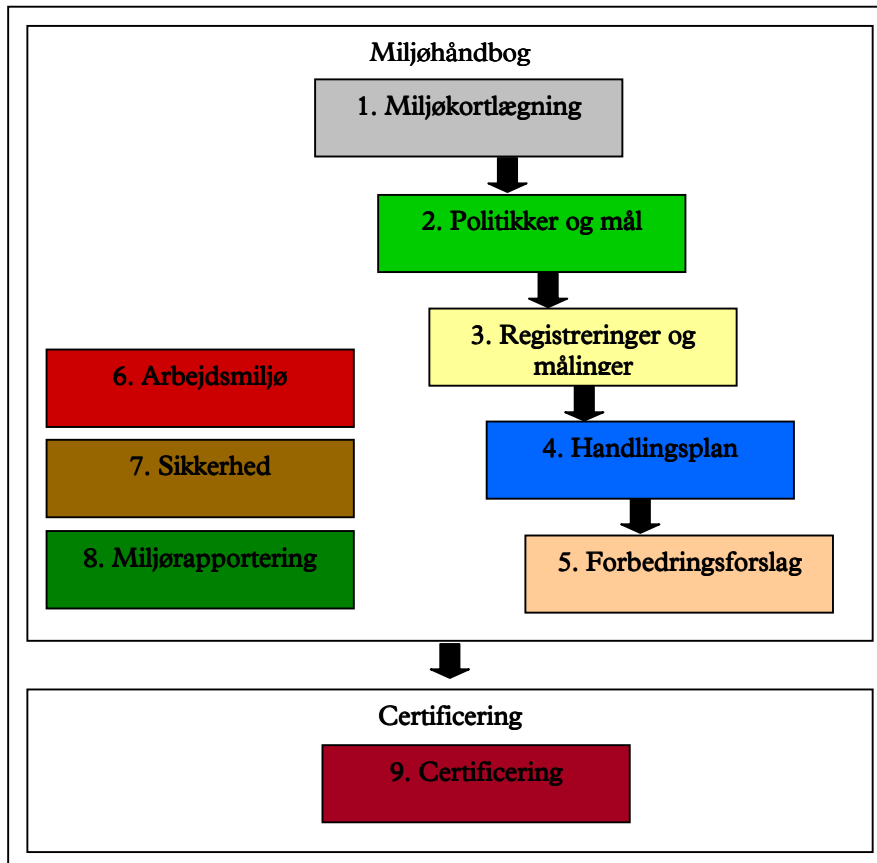 Miljøhåndbog
1. Miljøkortlægning
2. Politikker og mål
3. Registreringer og
målinger
4. Handlingsplan
5. Forbedringsforslag
6. Arbejdsmiljø
7. Sikkerhed
8. Miljørapportering
Certificering
9. Certificering